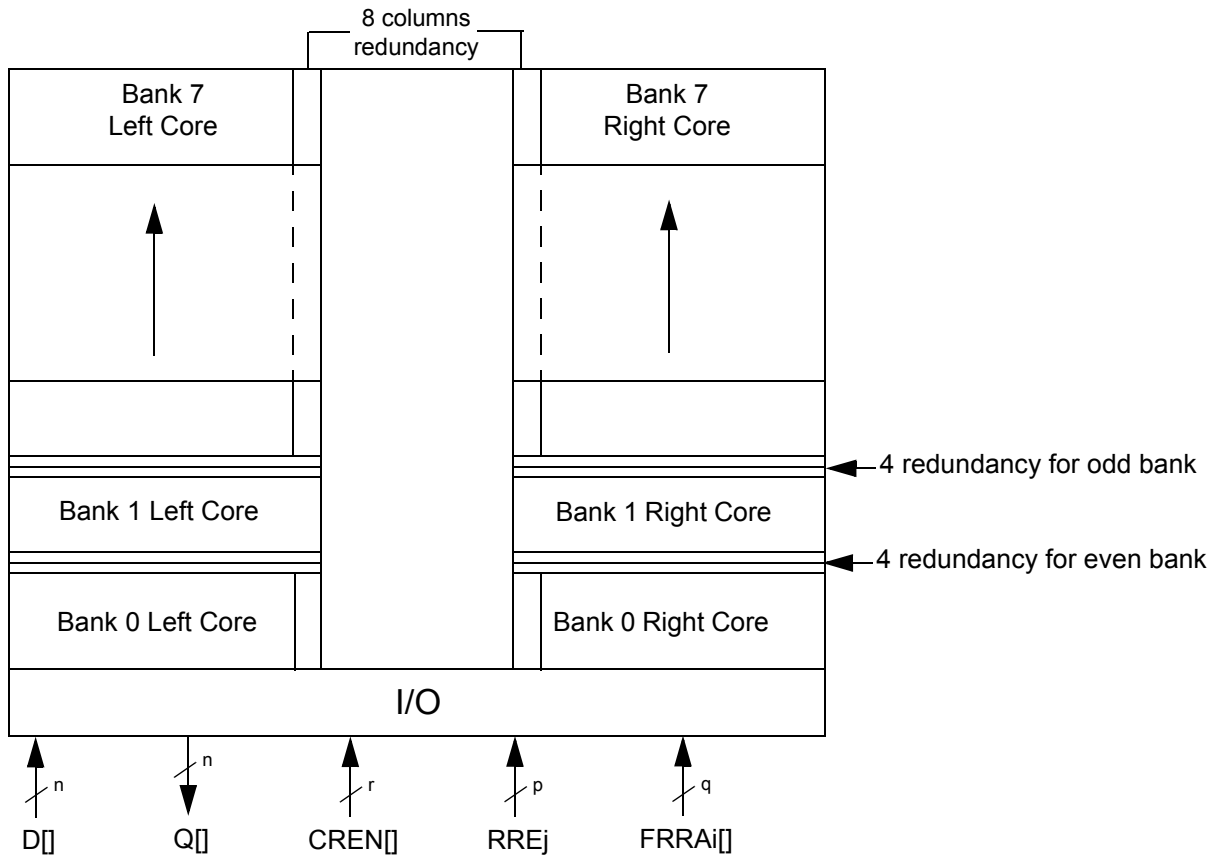 8 columns
redundancy
Bank 7
Left Core
Bank 7
Right Core
4 redundancy for odd bank
Bank 1 Left Core
Bank 1 Right Core
4 redundancy for even bank
Bank 0 Left Core
Bank 0 Right Core
I/O
n
n
r
p
q
D[]
Q[]
CREN[]
RREj
FRRAi[]